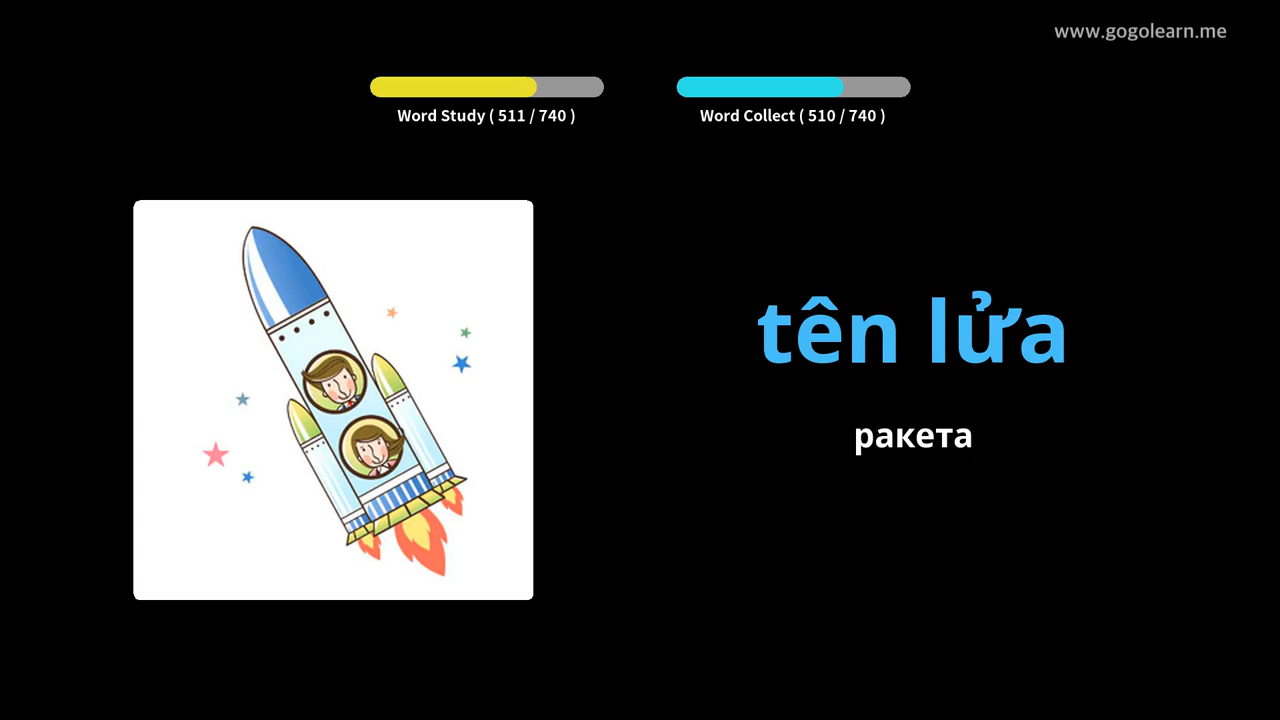 www.gogolearn.me
Word Study ( 511 / 740 )
Word Collect ( 510 / 740 )
tên lửa
ракета